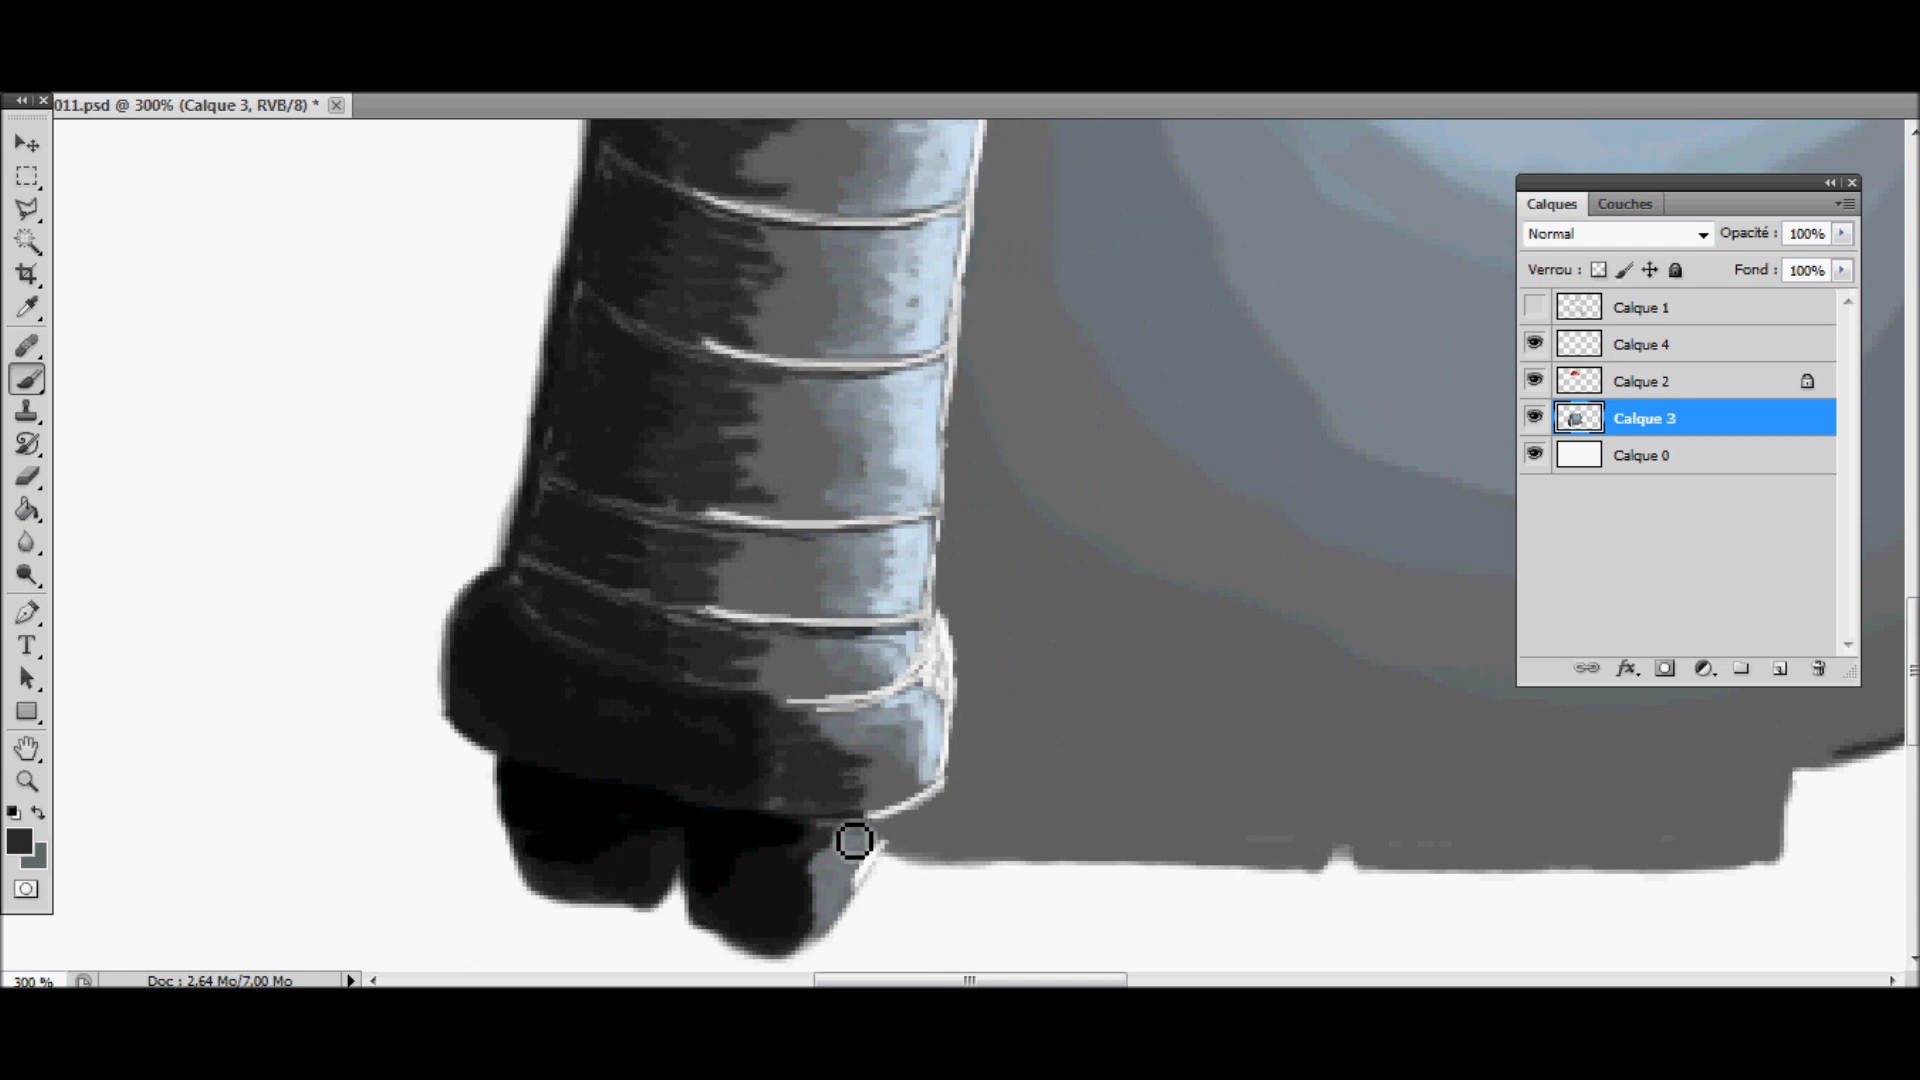 011.psd @ 300% (Calque 3, RVB/8) *
Calques Couches
Normal Opacité : 100%
Verrou : Fond : 100%
Calque 1
Calque 4
Calque 2
Calque 3
Calque 0
fx
T
300 % Doc : 2,64 Mo/7,00 Mo